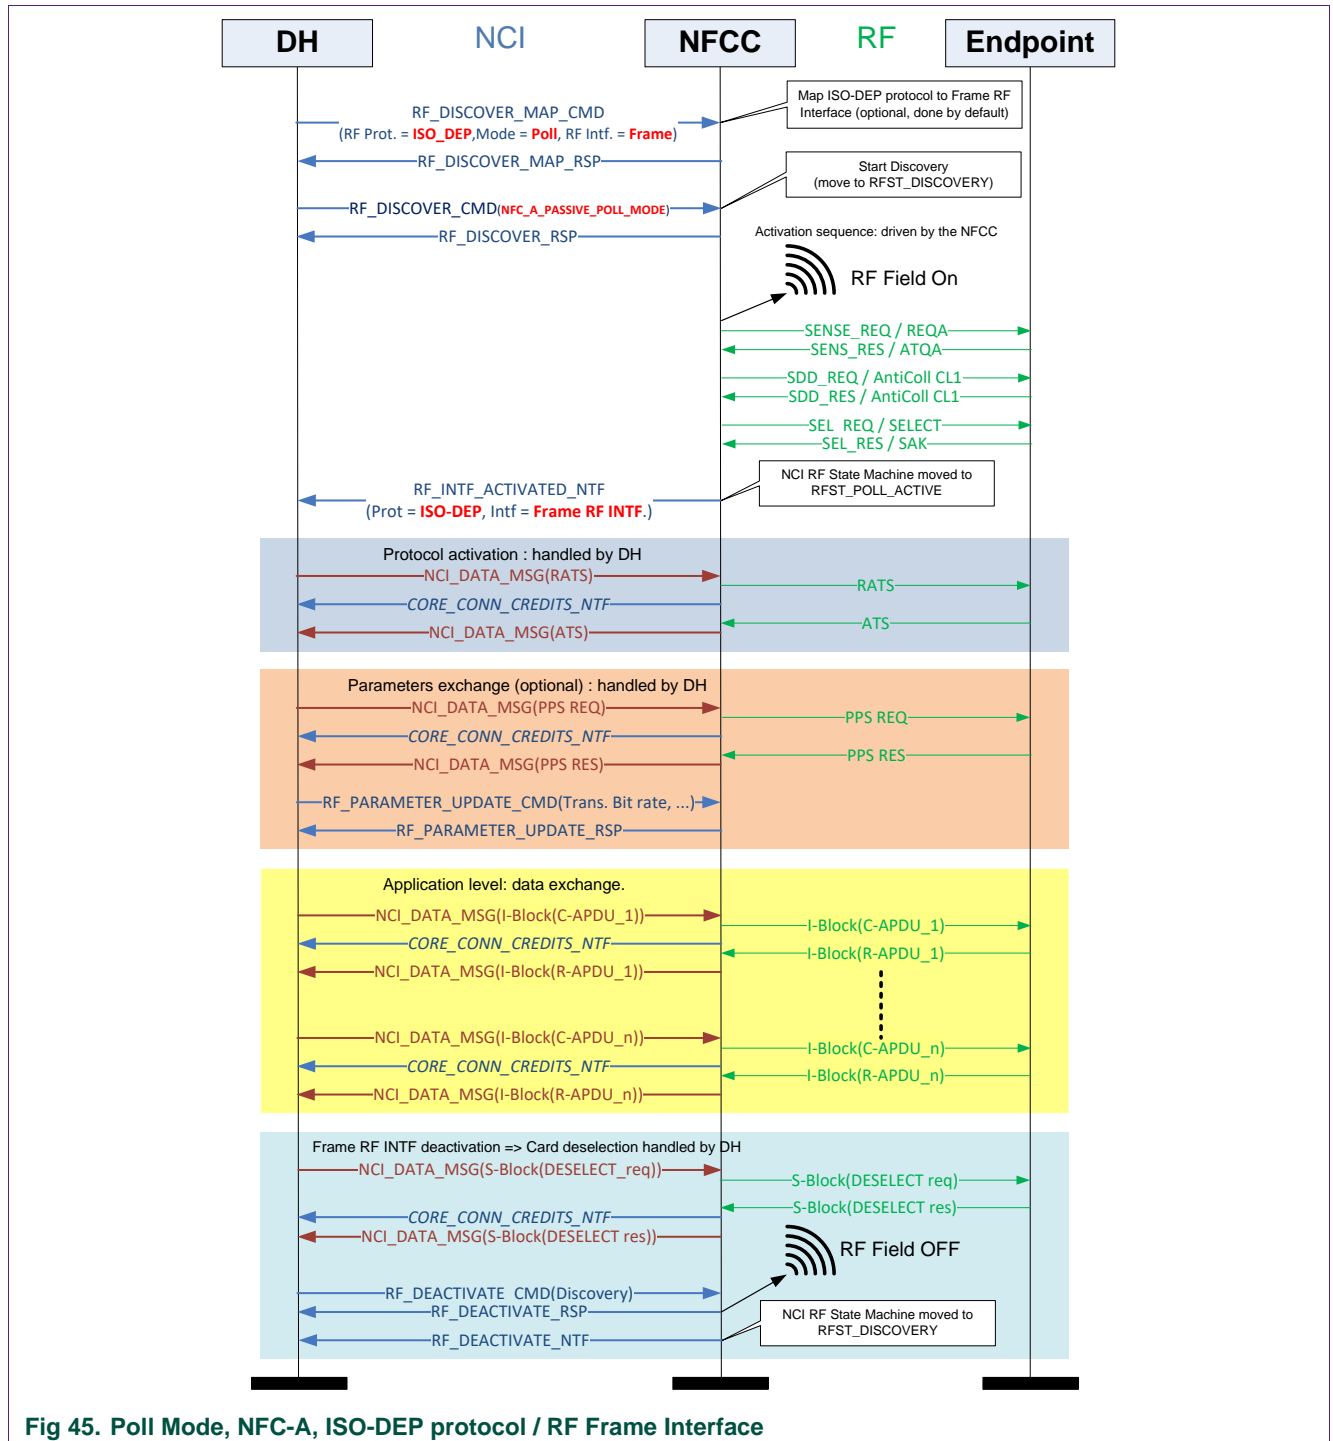 DH NCI NFCC RF Endpoint
RF_DISCOVER_MAP_CMD
(RF Prot. = ISO_DEP,Mode = Poll, RF Intf. = Frame)
Map ISO-DEP protocol to Frame RF
Interface (optional, done by default)
RF_DISCOVER_MAP_RSP
Start Discovery
(move to RFST_DISCOVERY)
RF_DISCOVER_CMD(NFC_A_PASSIVE_POLL_MODE)
RF_DISCOVER_RSP
Activation sequence: driven by the NFCC
RF Field On
SENSE_REQ / REQA
SENS_RES / ATQA
SDD_REQ / AntiColl CL1
SDD_RES / AntiColl CL1
SEL_REQ / SELECT
SEL_RES / SAK
NCI RF State Machine moved to
RFST_POLL_ACTIVE
RF_INTF_ACTIVATED_NTF
(Prot = ISO-DEP, Intf = Frame RF INTF.)
Protocol activation : handled by DH
NCI_DATA_MSG(RATS)
RATS
CORE_CONN_CREDITS_NTF
ATS
NCI_DATA_MSG(ATS)
Parameters exchange (optional) : handled by DH
NCI_DATA_MSG(PPS REQ)
PPS REQ
CORE_CONN_CREDITS_NTF
PPS RES
NCI_DATA_MSG(PPS RES)
RF_PARAMETER_UPDATE_CMD(Trans. Bit rate, ...)
RF_PARAMETER_UPDATE_RSP
Application level: data exchange.
NCI_DATA_MSG(I-Block(C-APDU_1))
I-Block(C-APDU_1)
CORE_CONN_CREDITS_NTF
I-Block(R-APDU_1)
NCI_DATA_MSG(I-Block(R-APDU_1))
NCI_DATA_MSG(I-Block(C-APDU_n))
I-Block(C-APDU_n)
CORE_CONN_CREDITS_NTF
I-Block(R-APDU_n)
NCI_DATA_MSG(I-Block(R-APDU_n))
Frame RF INTF deactivation => Card deselection handled by DH
NCI_DATA_MSG(S-Block(DESELECT_req))
S-Block(DESELECT req)
S-Block(DESELECT res)
CORE_CONN_CREDITS_NTF
NCI_DATA_MSG(S-Block(DESELECT res))
RF Field OFF
RF_DEACTIVATE_CMD(Discovery)
RF_DEACTIVATE_RSP
NCI RF State Machine moved to
RFST_DISCOVERY
RF_DEACTIVATE_NTF
Fig 45. Poll Mode, NFC-A, ISO-DEP protocol / RF Frame Interface